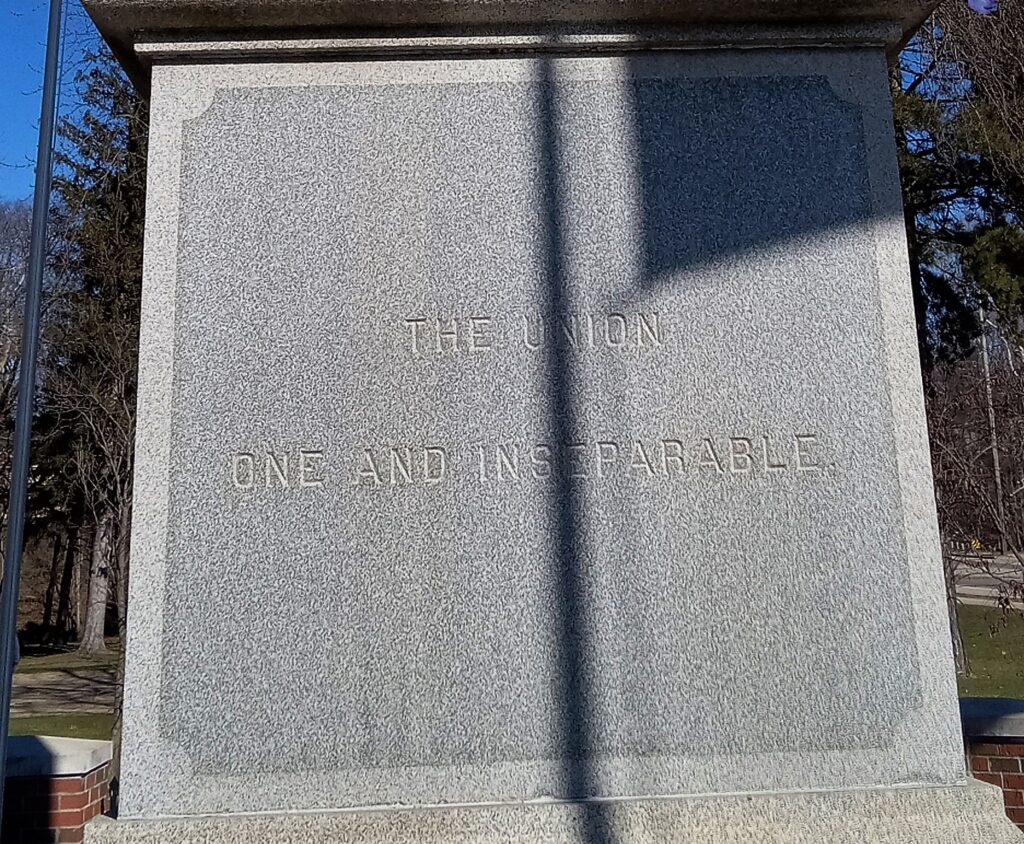 THE UNION
ONE AND INSEPARABLE.